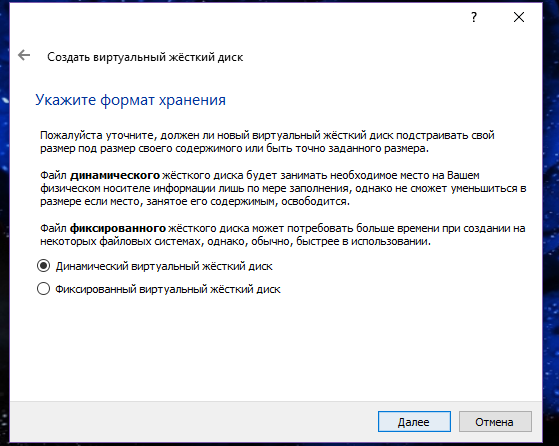 ?
Создать виртуальный жёсткий диск
Укажите формат хранения
Пожалуйста уточните, должен ли новый виртуальный жёсткий диск подстраивать свой
размер под размер своего содержимого или быть точно заданного размера.
Файл динамического жёсткого диска будет занимать необходимое место на Вашем
физическом носителе информации лишь по мере заполнения, однако не сможет уменьшиться в
размере если место, занятое его содержимым, освободится.
Файл фиксированного жёсткого диска может потребовать больше времени при создании на
некоторых файловых системах, однако, обычно, быстрее в использовании.
Динамический виртуальный жёсткий диск
Фиксированный виртуальный жёсткий диск
Далее
Отмена